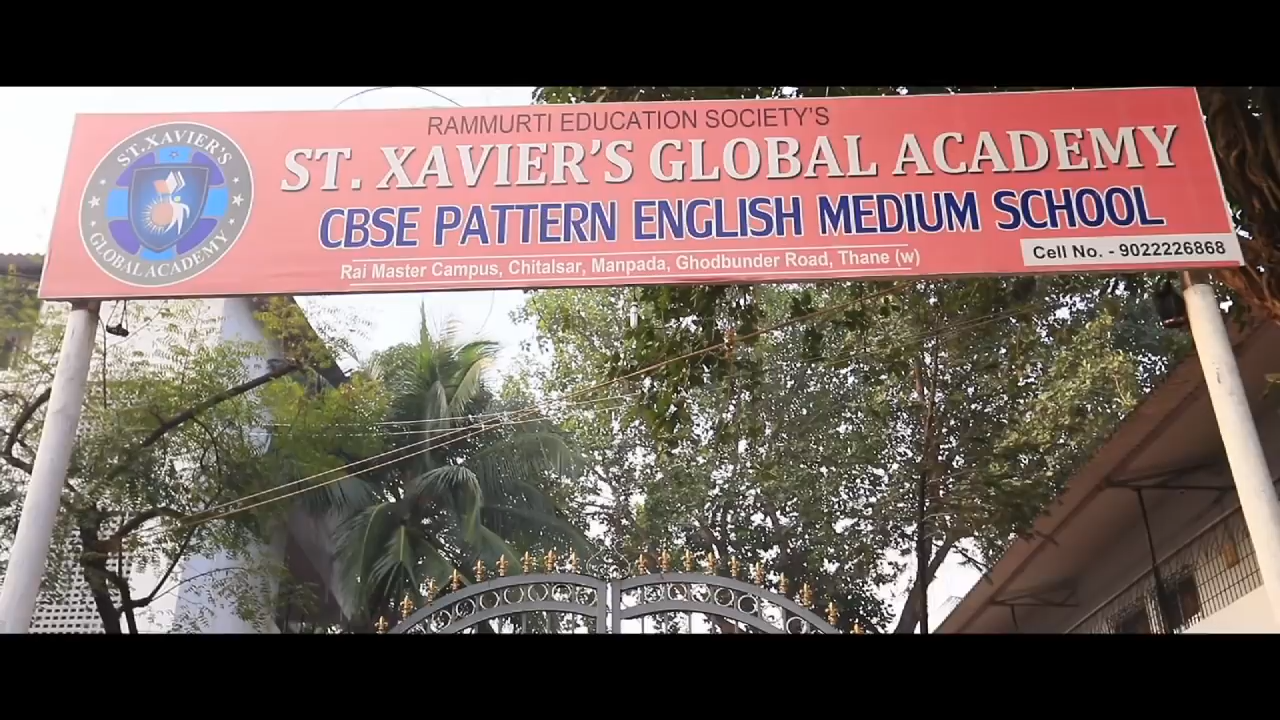 RAMMURTI EDUCATION SOCIETY'S
ST. XAVIER'S GLOBAL ACADEMY
CBSE PATTERN ENGLISH MEDIUM SCHOOL
Rai Master Campus, Chitalsar, Manpada, Ghodbunder Road, Thane (w)
Cell No. - 9022226868
ST. XAVIER'S
GLOBAL ACADEMY